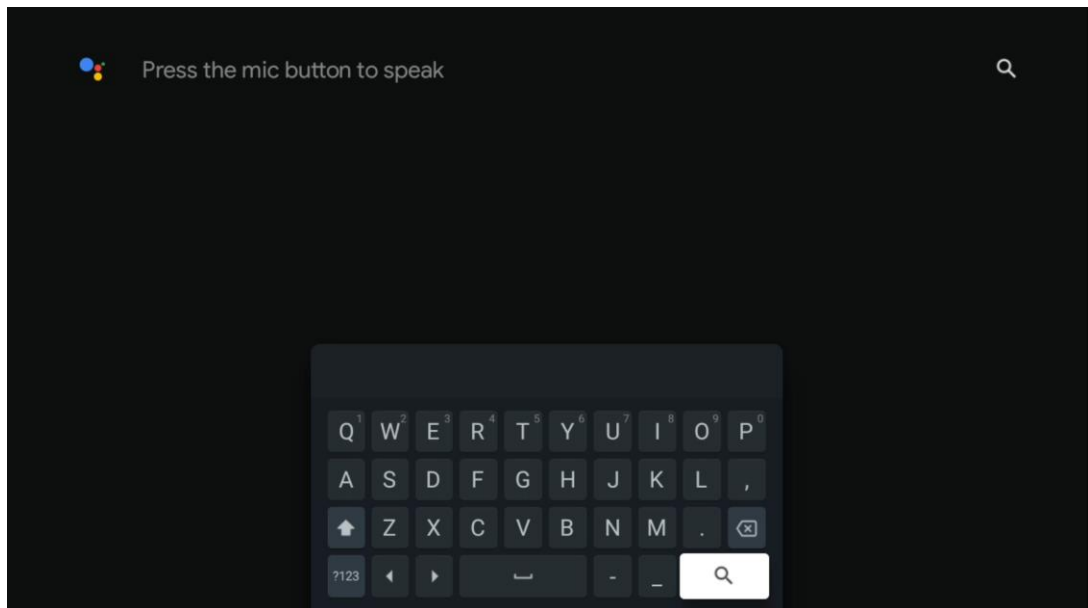 Press the mic button to speak
Q1 W2 E3 R4 T5 Y6 U7 I8 O9 P0
A S D F G H J K L ,
Z X C V B N M .
?123 - _